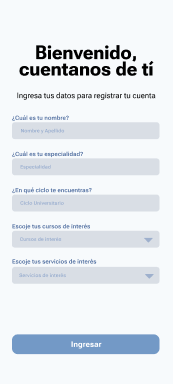 Bienvenido,
cuentanos de tí
Ingresa tus datos para registrar tu cuenta
¿Cuál es tu nombre?
Nombre y Apellido
¿Cuál es tu especialidad?
Especialidad
¿En qué ciclo te encuentras?
Ciclo Universitario
Escoje tus cursos de interés
Cursos de interés
Escoje tus servicios de interés
Servicios de interés
Ingresar